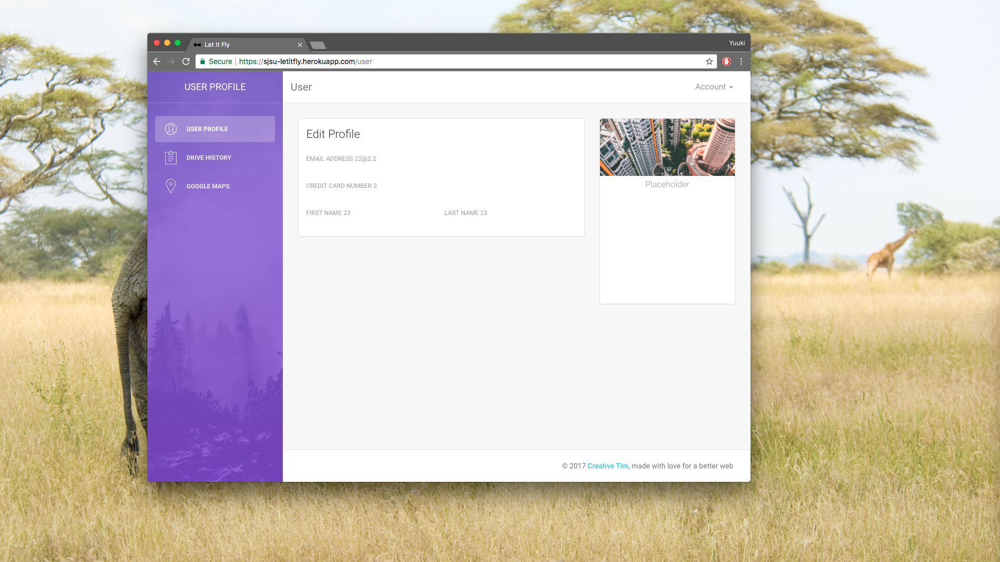 Let It Fly
Yuuki
Secure https://sjsu-letitfly.herokuapp.com/user
USER PROFILE
USER PROFILE
DRIVE HISTORY
GOOGLE MAPS
User
Account
Edit Profile
EMAIL ADDRESS 22@2.2
CREDIT CARD NUMBER 2
FIRST NAME 23
LAST NAME 23
Placeholder
© 2017 Creative Tim, made with love for a better web